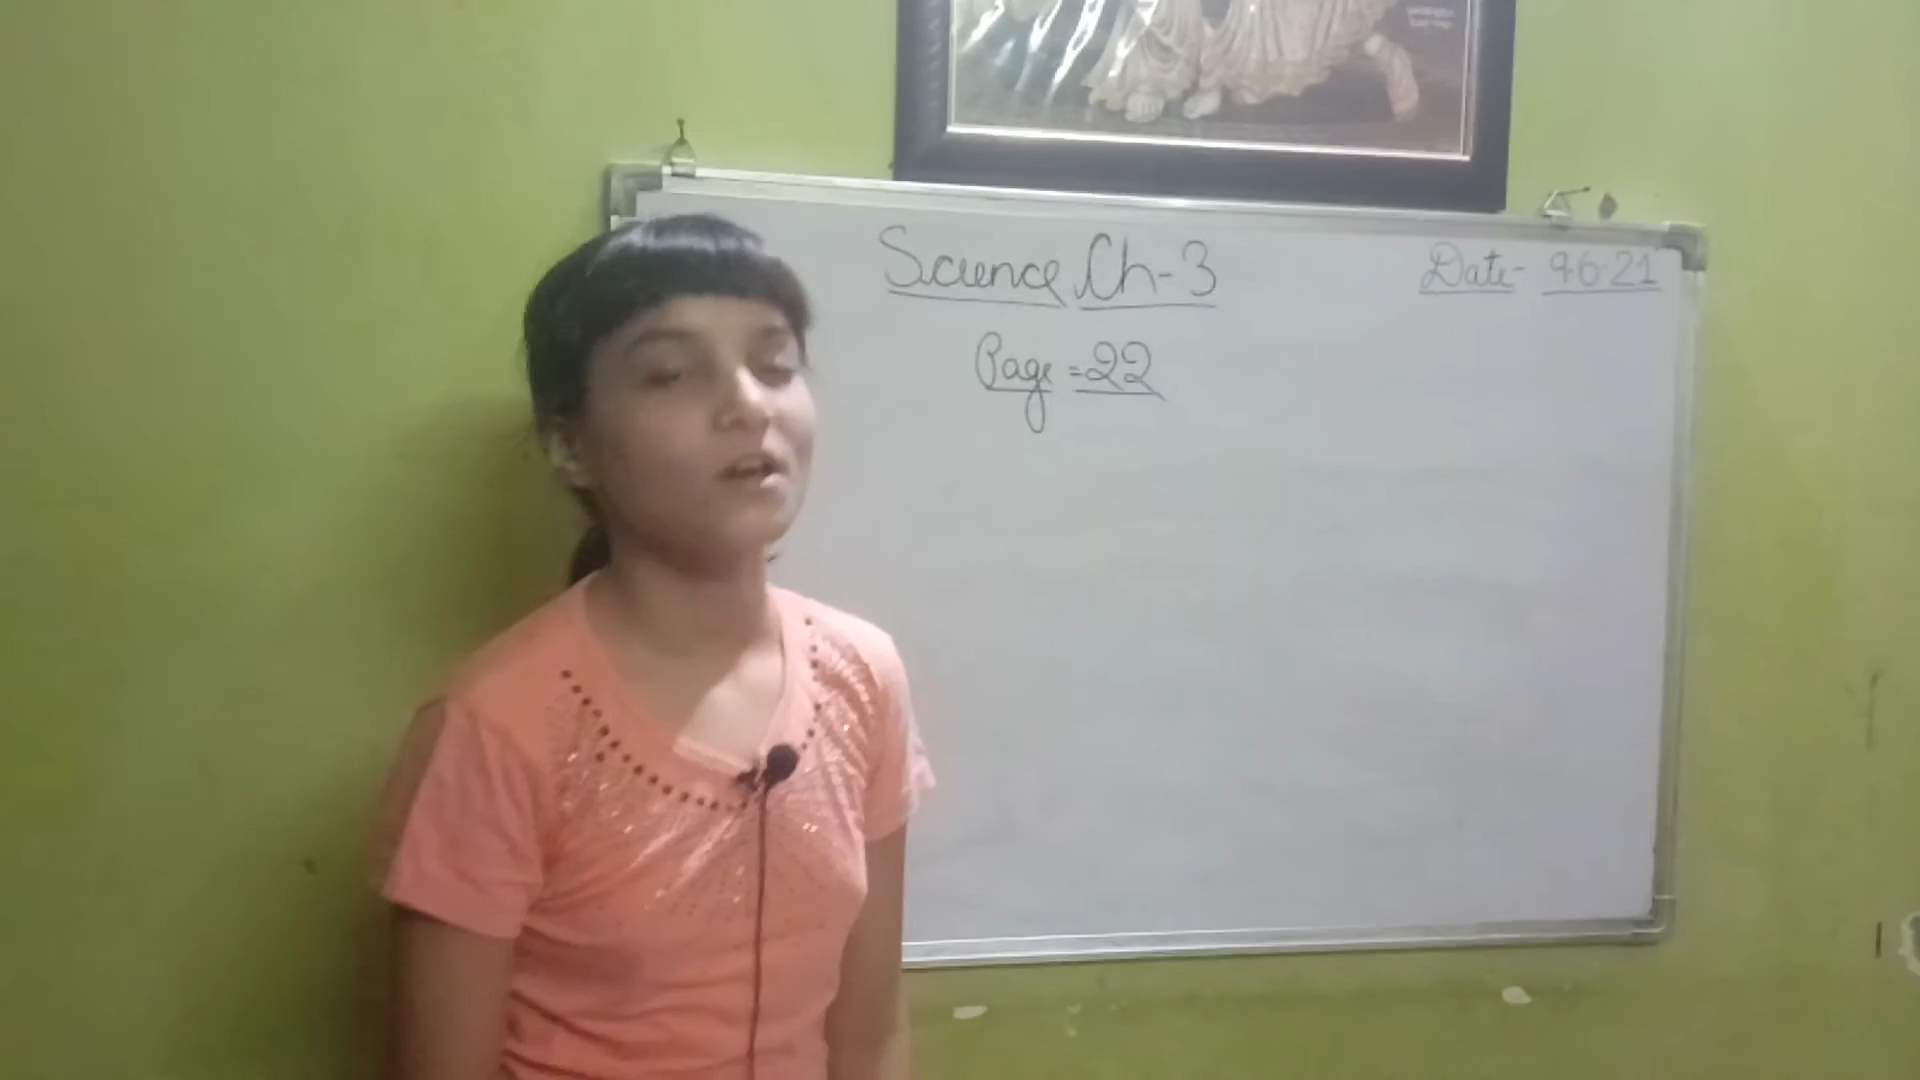 Science Ch-3
Date- 9.6.21
Page =22